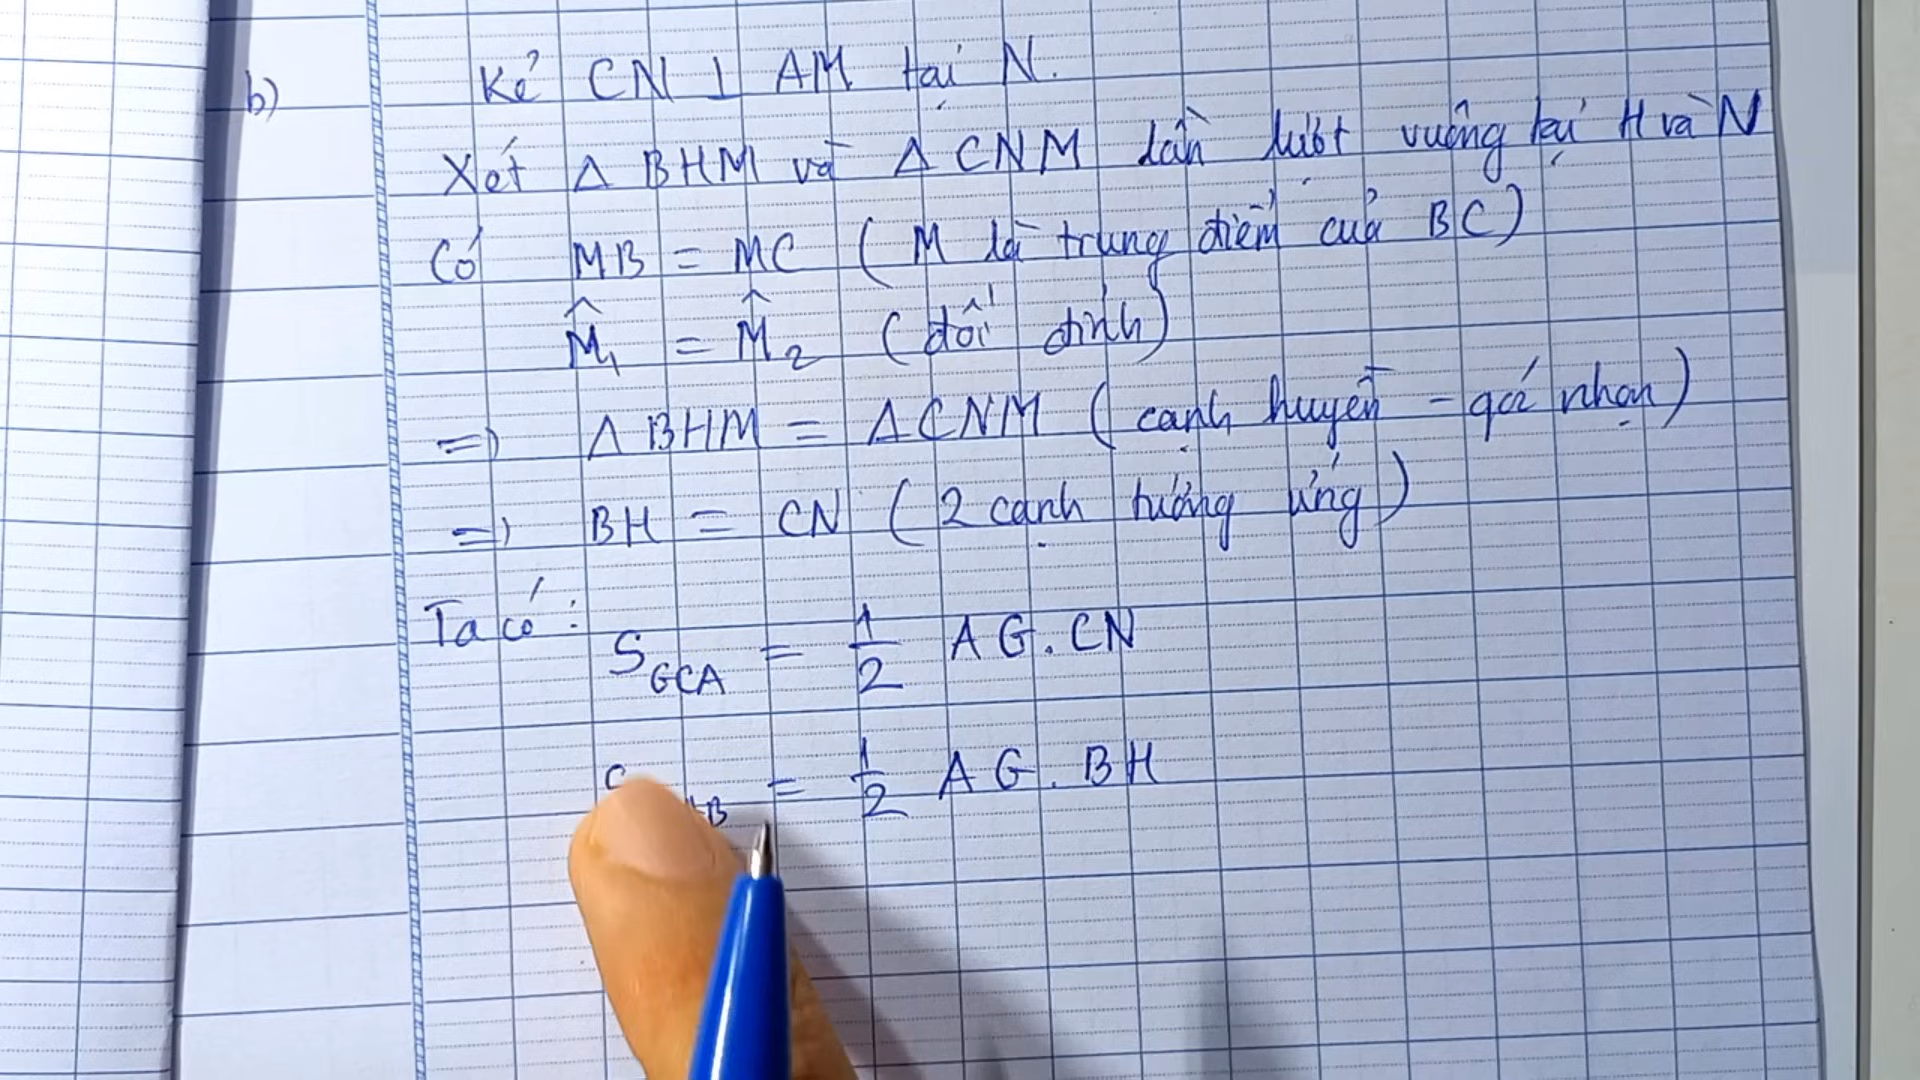 b) Kẻ CN ⊥ AM tại N.
Xét Δ BHM và Δ CNM lần lượt vuông tại H và N
Có MB = MC ( M là trung điểm của BC )
M̂₁ = M̂₂ ( đối đỉnh )
=> Δ BHM = Δ CNM ( cạnh huyền - góc nhọn )
=> BH = CN ( 2 cạnh tương ứng )
Ta có : S_GCA = 1/2 AG . CN
= 1/2 AG . BH